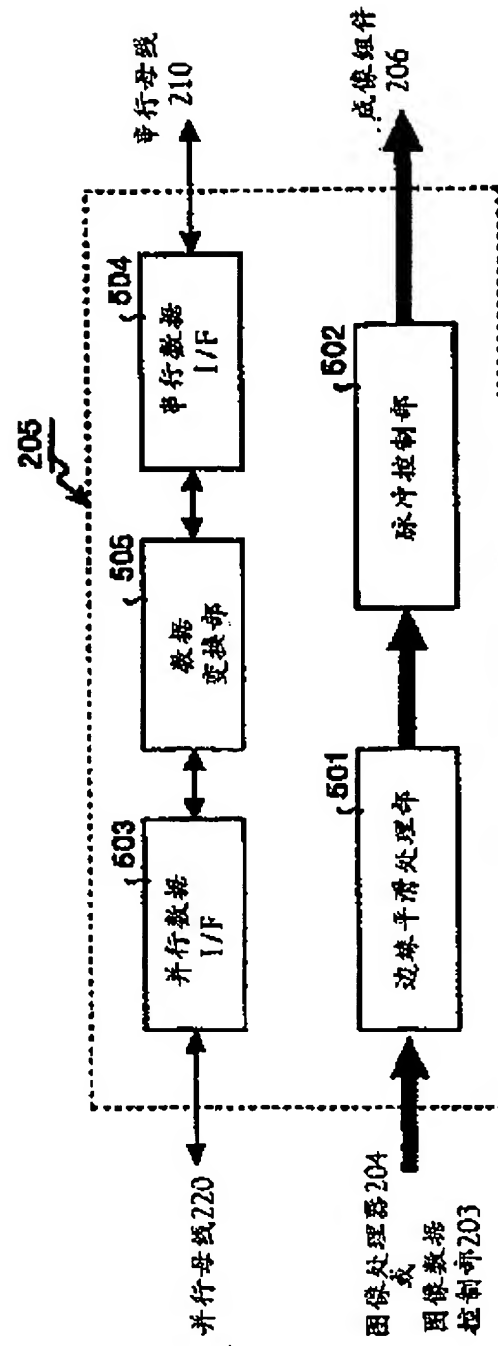 205
并行母线220
503
并行数据
I/F
505
数据
变换部
504
串行数据
I/F
串行母线
210
图像处理器204
或
图像数据
控制部203
501
边缘平滑处理部
502
脉冲控制部
成像组件
206